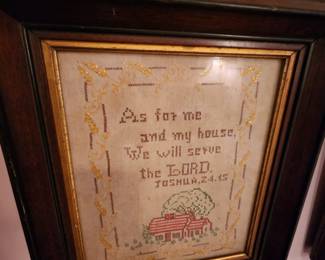 As for me
and my house,
We will serve
the LORD.
JOSHUA, 24.15